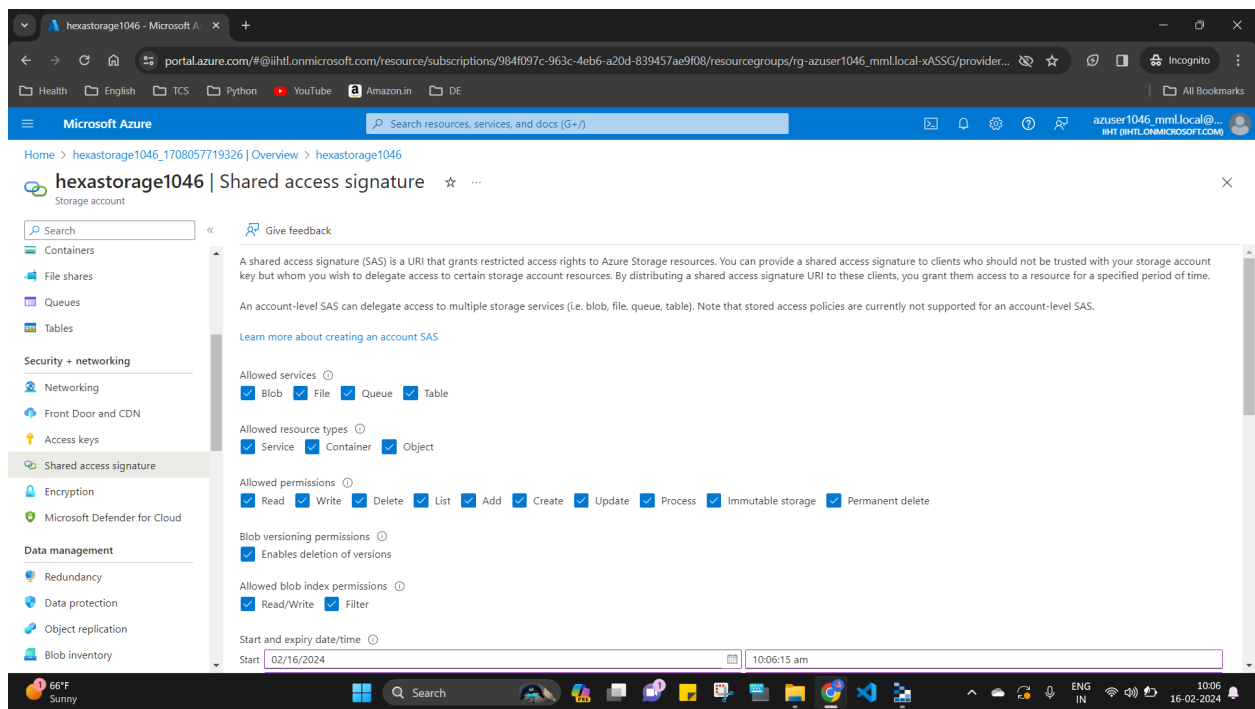 hexastorage1046 - Microsoft A
portal.azure.com/#@iihtl.onmicrosoft.com/resource/subscriptions/984f097c-963c-4eb6-a20d-839457ae9f08/resourcegroups/rg-azuser1046_mml.local-xASSG/provider...
Incognito
Health English TCS Python YouTube Amazon.in DE All Bookmarks
Microsoft Azure
Search resources, services, and docs (G+/)
azuser1046_mml.local@...
IIHT (IIHTL.ONMICROSOFT.COM)
Home > hexastorage1046_1708057719326 | Overview > hexastorage1046
hexastorage1046 | Shared access signature
Storage account
Search
Containers
File shares
Queues
Tables
Security + networking
Networking
Front Door and CDN
Access keys
Shared access signature
Encryption
Microsoft Defender for Cloud
Data management
Redundancy
Data protection
Object replication
Blob inventory
Give feedback
A shared access signature (SAS) is a URI that grants restricted access rights to Azure Storage resources. You can provide a shared access signature to clients who should not be trusted with your storage account
key but whom you wish to delegate access to certain storage account resources. By distributing a shared access signature URI to these clients, you grant them access to a resource for a specified period of time.
An account-level SAS can delegate access to multiple storage services (i.e. blob, file, queue, table). Note that stored access policies are currently not supported for an account-level SAS.
Learn more about creating an account SAS
Allowed services
Blob File Queue Table
Allowed resource types
Service Container Object
Allowed permissions
Read Write Delete List Add Create Update Process Immutable storage Permanent delete
Blob versioning permissions
Enables deletion of versions
Allowed blob index permissions
Read/Write Filter
Start and expiry date/time
Start 02/16/2024 10:06:15 am
1
66°F
Sunny
Search
PRE
1
ENG
IN
10:06
16-02-2024